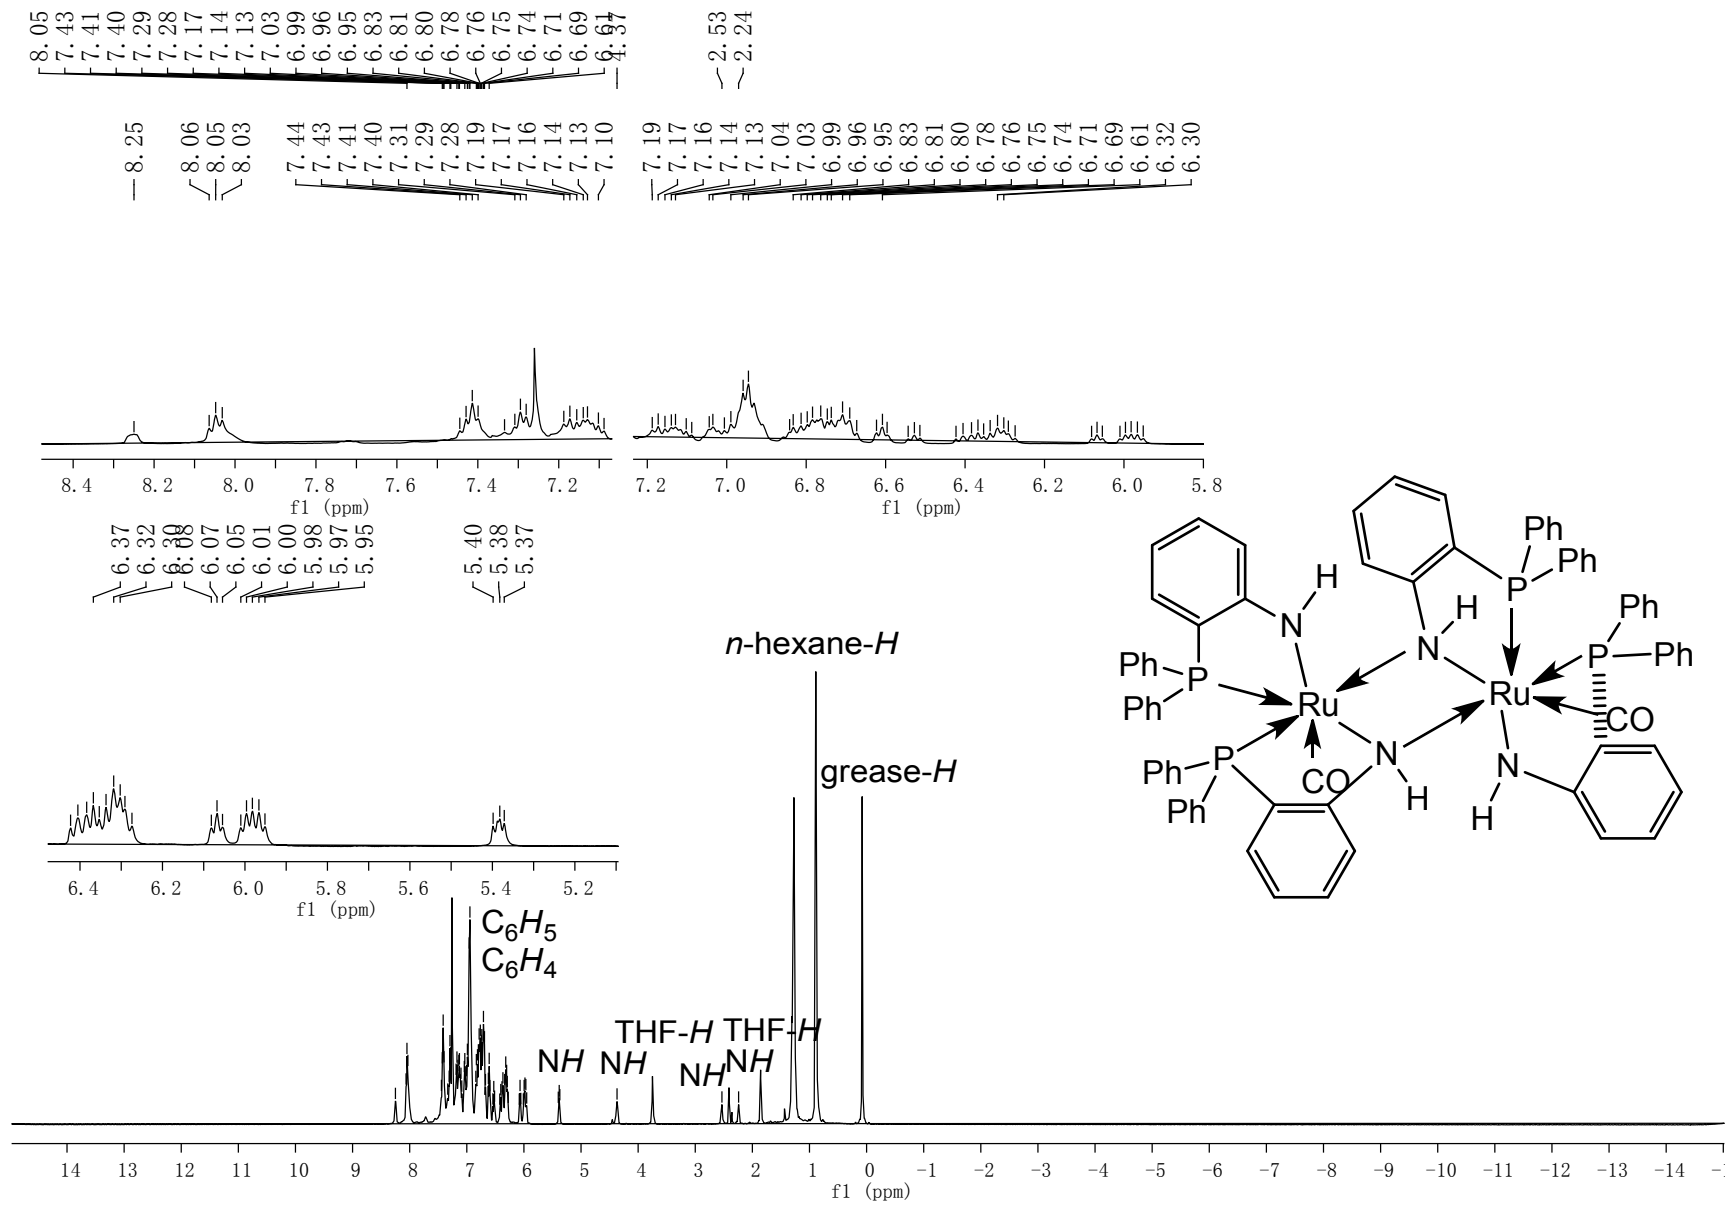 8.05 7.43 7.41 7.40 7.29 7.28 7.17 7.14 7.13 7.03 6.99 6.96 6.95 6.83 6.81 6.80 6.78 6.76 6.75 6.74 6.71 6.69 6.61 4.37 2.53 2.24
8.25 8.06 8.05 8.03 7.44 7.43 7.41 7.40 7.31 7.29 7.28 7.19 7.17 7.16 7.14 7.13 7.10
7.19 7.17 7.16 7.14 7.13 7.04 7.03 6.99 6.96 6.95 6.83 6.81 6.80 6.78 6.76 6.75 6.74 6.71 6.69 6.61 6.32 6.30
8.4 8.2 8.0 7.8 7.6 7.4 7.2
f1 (ppm)
7.2 7.0 6.8 6.6 6.4 6.2 6.0 5.8
f1 (ppm)
6.37 6.32 6.30 6.08 6.07 6.05 6.01 6.00 5.98 5.97 5.95 5.40 5.38 5.37
6.4 6.2 6.0 5.8 5.6 5.4 5.2
f1 (ppm)
Ph
Ph
P
H
N
H
N
Ph
P
Ph
Ph
P
Ph
Ru
Ru
CO
N
P
Ph
Ph
CO
N
H
N
H
n-hexane-H
grease-H
C6H5
C6H4
THF-H
THF-H
NH
NH
NH
NH
14 13 12 11 10 9 8 7 6 5 4 3 2 1 0 -1 -2 -3 -4 -5 -6 -7 -8 -9 -10 -11 -12 -13 -14
f1 (ppm)